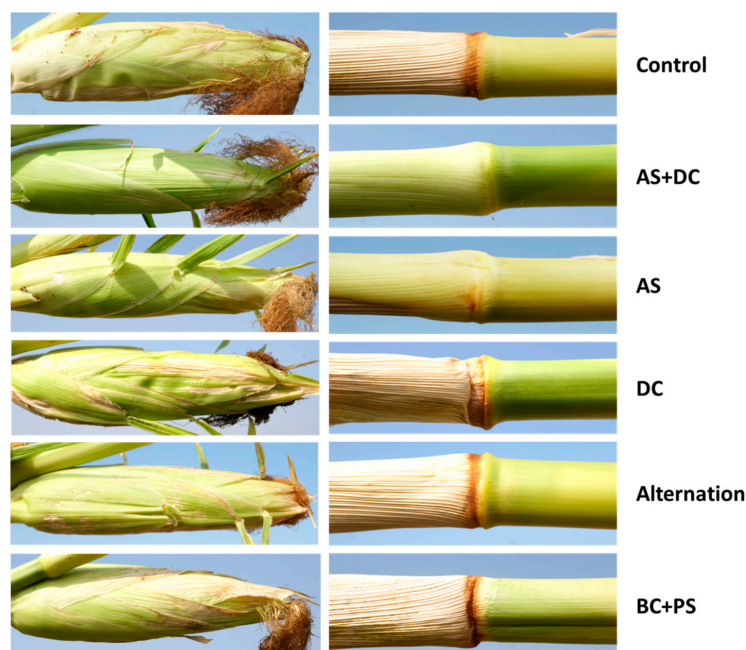 Control
AS+DC
AS
DC
Alternation
BC+PS